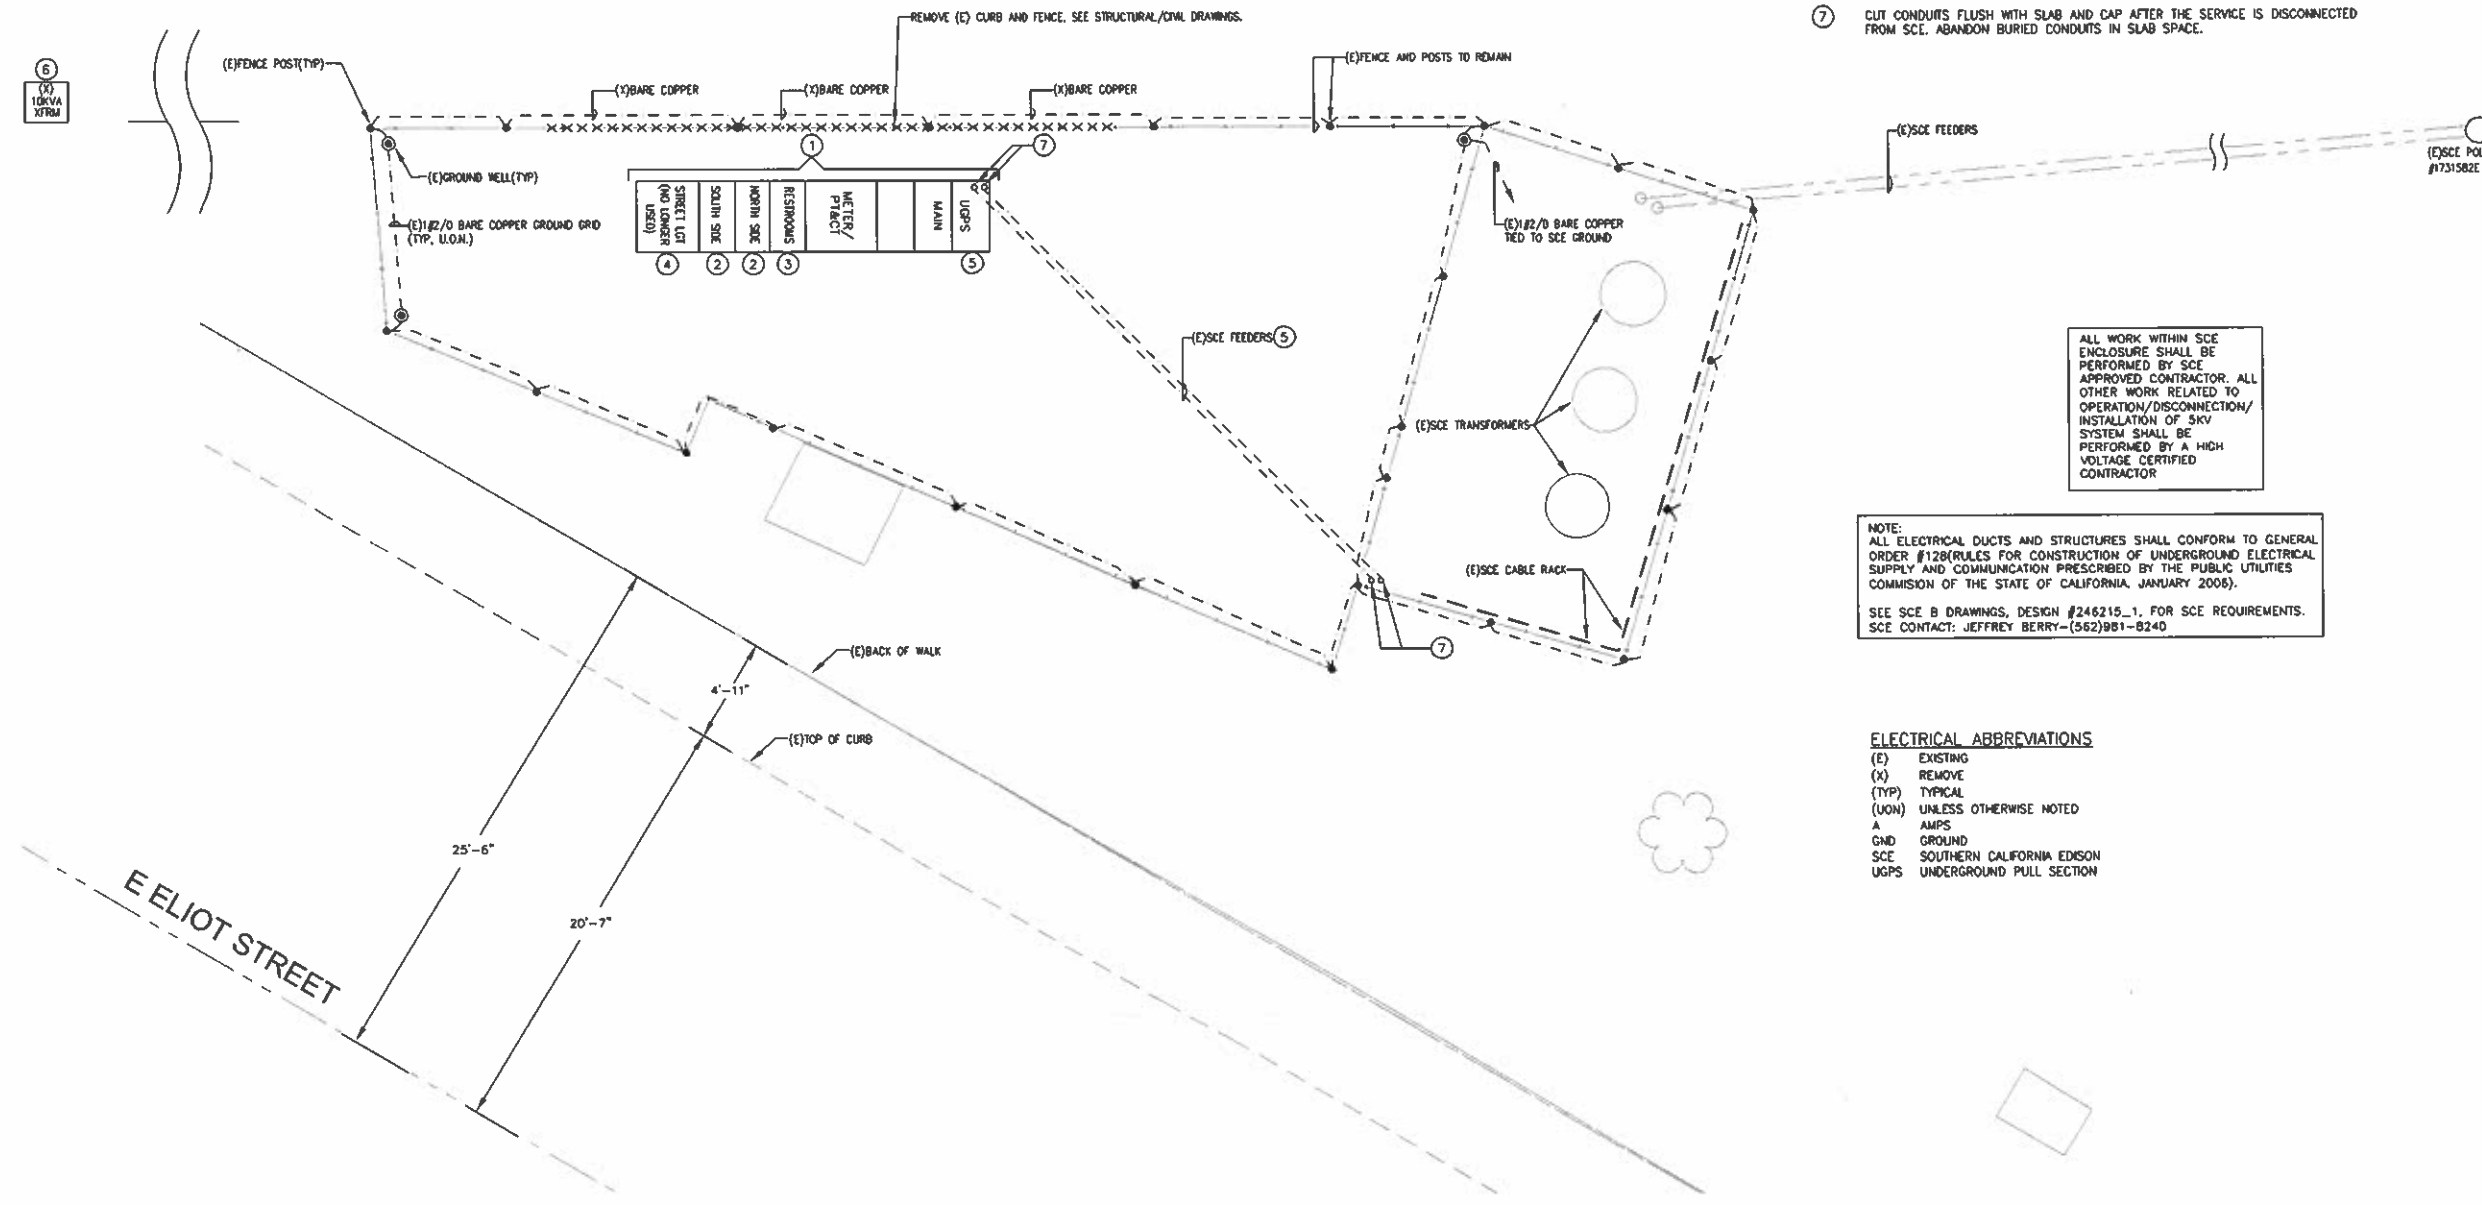 REMOVE (E) CURB AND FENCE. SEE STRUCTURAL/CIVIL DRAWINGS.
7
CUT CONDUITS FLUSH WITH SLAB AND CAP AFTER THE SERVICE IS DISCONNECTED
FROM SCE. ABANDON BURIED CONDUITS IN SLAB SPACE.
6
(X)
10KVA
XFRM
(E)FENCE POST(TYP)
(X)BARE COPPER
(X)BARE COPPER
(X)BARE COPPER
(E)FENCE AND POSTS TO REMAIN
(E)SCE FEEDERS
(E)SCE
#1731582E
1
7
(E)GROUND WELL(TYP)
(E)1#2/0 BARE COPPER GROUND GRID
(TYP. U.O.N.)
STREET LGT
(NO LONGER
USED)
SOUTH SIDE
NORTH SIDE
RESTROOMS
METER/
PT&CT
MAIN
UGPS
4
2
2
3
5
(E)1#2/0 BARE COPPER
TIED TO SCE GROUND
(E)SCE FEEDERS 5
(E)SCE TRANSFORMERS
ALL WORK WITHIN SCE
ENCLOSURE SHALL BE
PERFORMED BY SCE
APPROVED CONTRACTOR. ALL
OTHER WORK RELATED TO
OPERATION/DISCONNECTION/
INSTALLATION OF 5KV
SYSTEM SHALL BE
PERFORMED BY A HIGH
VOLTAGE CERTIFIED
CONTRACTOR
NOTE:
ALL ELECTRICAL DUCTS AND STRUCTURES SHALL CONFORM TO GENERAL
ORDER #128(RULES FOR CONSTRUCTION OF UNDERGROUND ELECTRICAL
SUPPLY AND COMMUNICATION PRESCRIBED BY THE PUBLIC UTILITIES
COMMISION OF THE STATE OF CALIFORNIA, JANUARY 2006).
SEE SCE B DRAWINGS, DESIGN #246215_1, FOR SCE REQUIREMENTS.
SCE CONTACT: JEFFREY BERRY-(562)981-8240
(E)SCE CABLE RACK
7
(E)BACK OF WALK
4'-11"
(E)TOP OF CURB
25'-6"
20'-7"
E ELIOT STREET
ELECTRICAL ABBREVIATIONS
(E) EXISTING
(X) REMOVE
(TYP) TYPICAL
(UON) UNLESS OTHERWISE NOTED
A AMPS
GND GROUND
SCE SOUTHERN CALIFORNIA EDISON
UGPS UNDERGROUND PULL SECTION